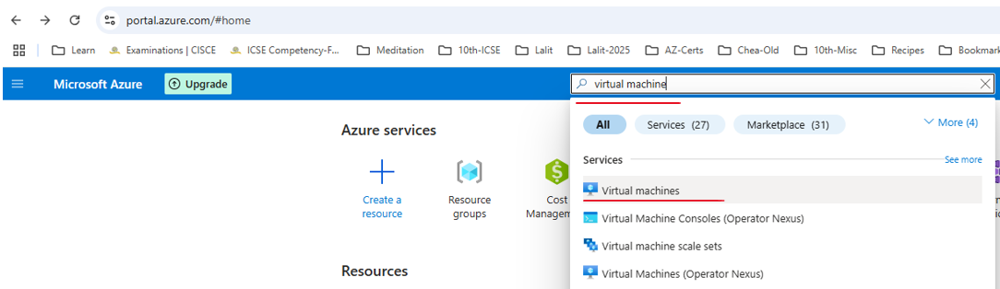 portal.azure.com/#home
Learn Examinations | CISCE ICSE Competency-F... Meditation 10th-ICSE Lalit Lalit-2025 AZ-Certs Chea-Old 10th-Misc Recipes Bookmark
Microsoft Azure Upgrade virtual machine
All Services (27) Marketplace (31) More (4)
Azure services
Services See more
Create a resource
Resource groups
Cost Managem
Virtual machines
Virtual Machine Consoles (Operator Nexus)
Virtual machine scale sets
Virtual Machines (Operator Nexus)
Resources